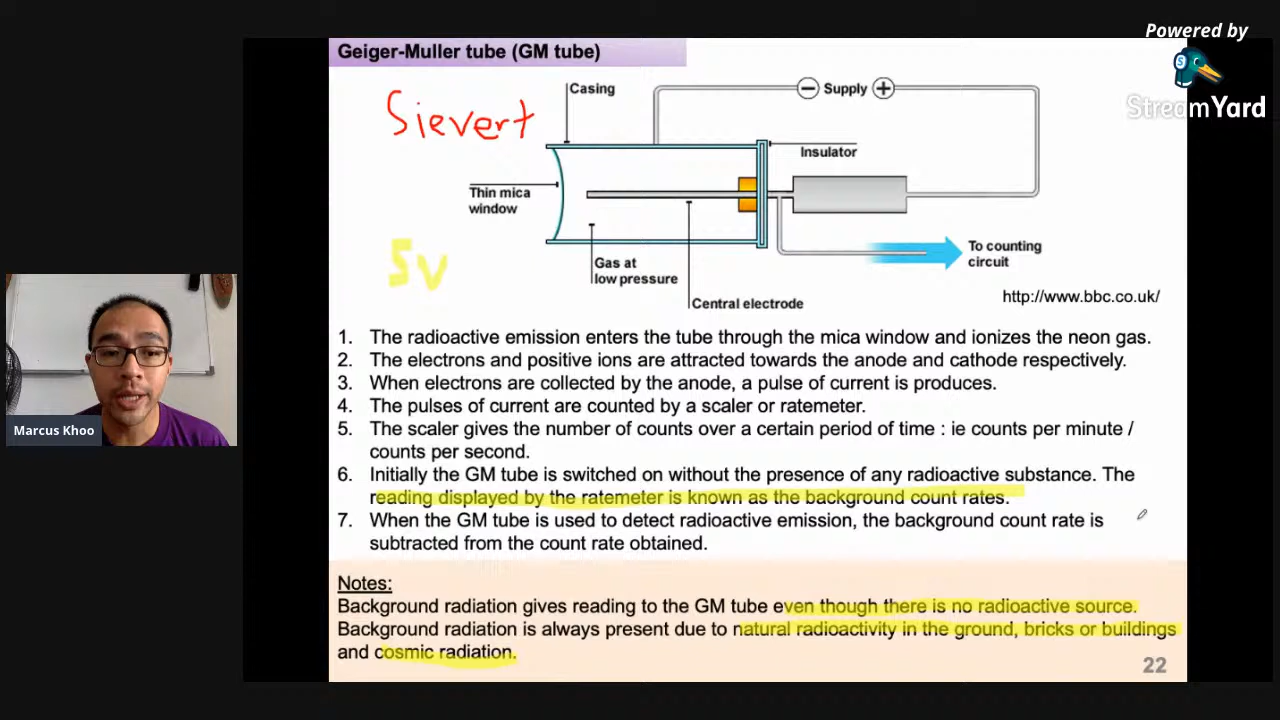 Powered by
StreamYard
Geiger-Muller tube (GM tube)
Sievert
Casing
Supply
Insulator
Thin mica
window
Gas at
low pressure
Central electrode
To counting
circuit
Sv
http://www.bbc.co.uk/
1. The radioactive emission enters the tube through the mica window and ionizes the neon gas.
2. The electrons and positive ions are attracted towards the anode and cathode respectively.
3. When electrons are collected by the anode, a pulse of current is produces.
4. The pulses of current are counted by a scaler or ratemeter.
5. The scaler gives the number of counts over a certain period of time : ie counts per minute /
counts per second.
6. Initially the GM tube is switched on without the presence of any radioactive substance. The
reading displayed by the ratemeter is known as the background count rates.
7. When the GM tube is used to detect radioactive emission, the background count rate is
subtracted from the count rate obtained.
Notes:
Background radiation gives reading to the GM tube even though there is no radioactive source.
Background radiation is always present due to natural radioactivity in the ground, bricks or buildings
and cosmic radiation.
22
Marcus Khoo